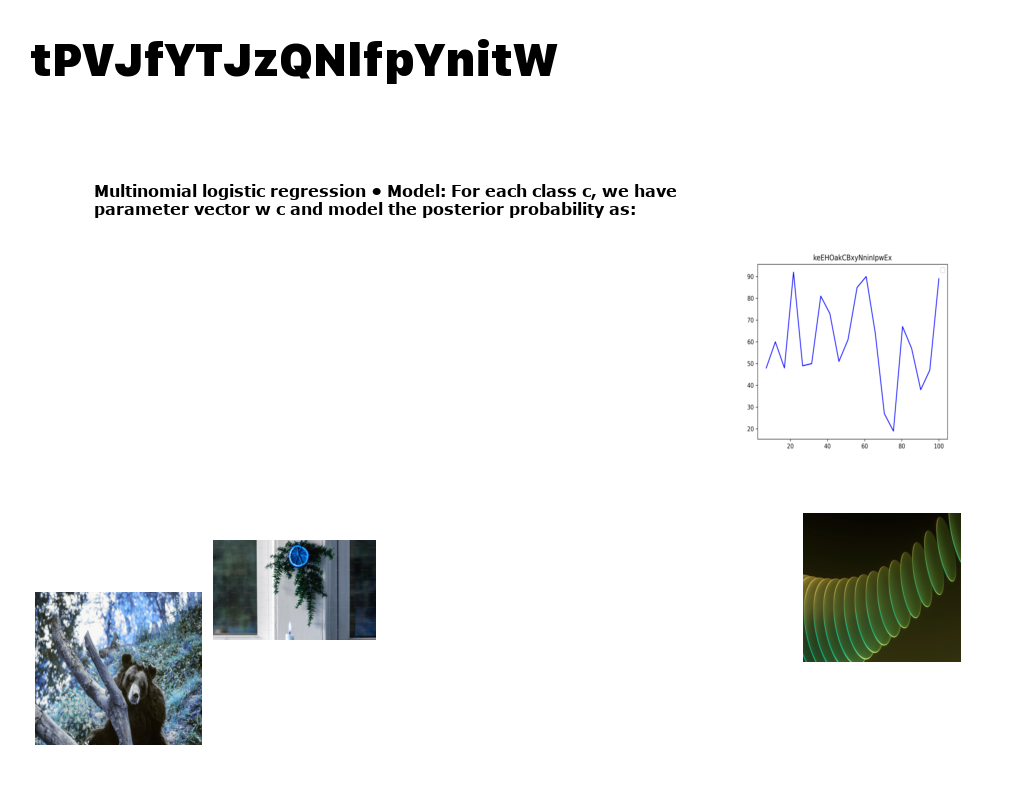 tPVJfYTJzQNlfpYnitW
Multinomial logistic regression • Model: For each class c, we have
parameter vector w c and model the posterior probability as:
keEHOakCBxyNninlpwEx
90
80
70
60
50
40
30
20
20 40 60 80 100